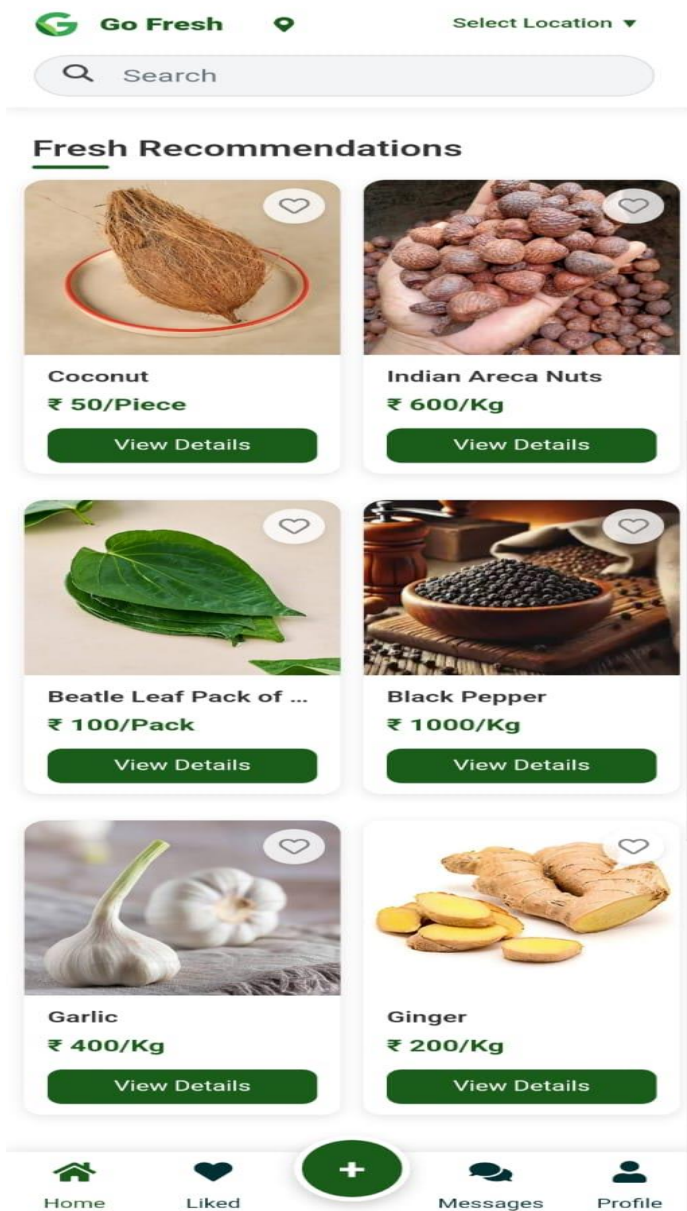 Go Fresh
Select Location ▼
Search
Fresh Recommendations
Coconut
₹ 50/Piece
View Details
Indian Areca Nuts
₹ 600/Kg
View Details
Beatle Leaf Pack of ...
₹ 100/Pack
View Details
Black Pepper
₹ 1000/Kg
View Details
Garlic
₹ 400/Kg
View Details
Ginger
₹ 200/Kg
View Details
+
Home
Liked
Messages
Profile